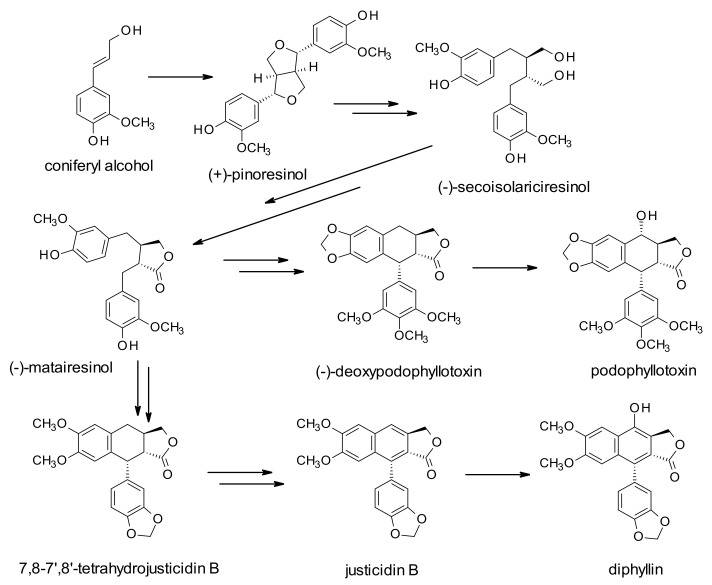 OH
OCH3
OH
coniferyl alcohol
OH
OCH3
O
H
H
O
HO
OCH3
(+)-pinoresinol
CH3O
HO
OH
OH
OCH3
OH
(-)-secoisolariciresinol
CH3O
HO
O
O
OCH3
OH
(-)-matairesinol
O
O
O
O
CH3O
OCH3
OCH3
(-)-deoxypodophyllotoxin
OH
O
O
O
O
CH3O
OCH3
OCH3
podophyllotoxin
CH3O
CH3O
O
O
O
O
7,8-7',8'-tetrahydrojusticidin B
CH3O
CH3O
O
O
O
O
justicidin B
OH
CH3O
CH3O
O
O
O
O
diphyllin